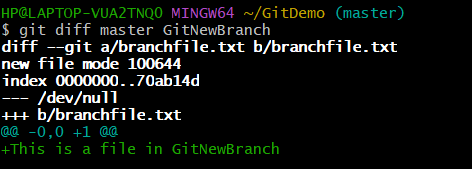 HP@LAPTOP-VUA2TNQO MINGW64 ~/GitDemo (master)
$ git diff master GitNewBranch
diff --git a/branchfile.txt b/branchfile.txt
new file mode 100644
index 0000000..70ab14d
--- /dev/null
+++ b/branchfile.txt
@@ -0,0 +1 @@
+This is a file in GitNewBranch